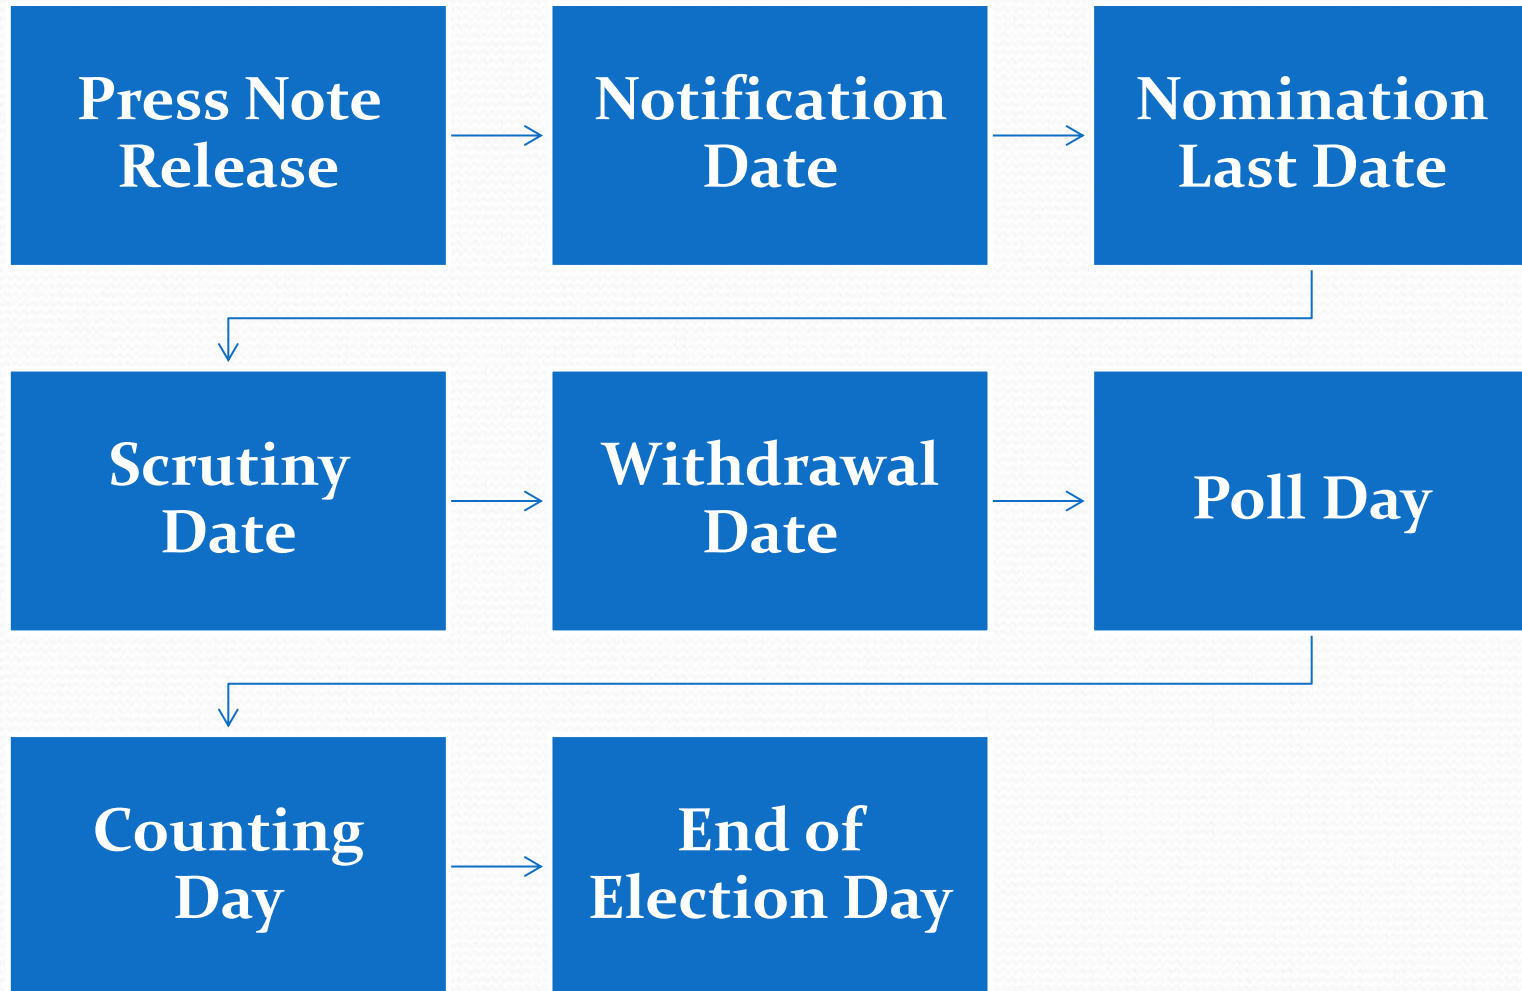 Press Note
Release
Notification
Date
Nomination
Last Date
Scrutiny
Date
Withdrawal
Date
Poll Day
Counting
Day
End of
Election Day